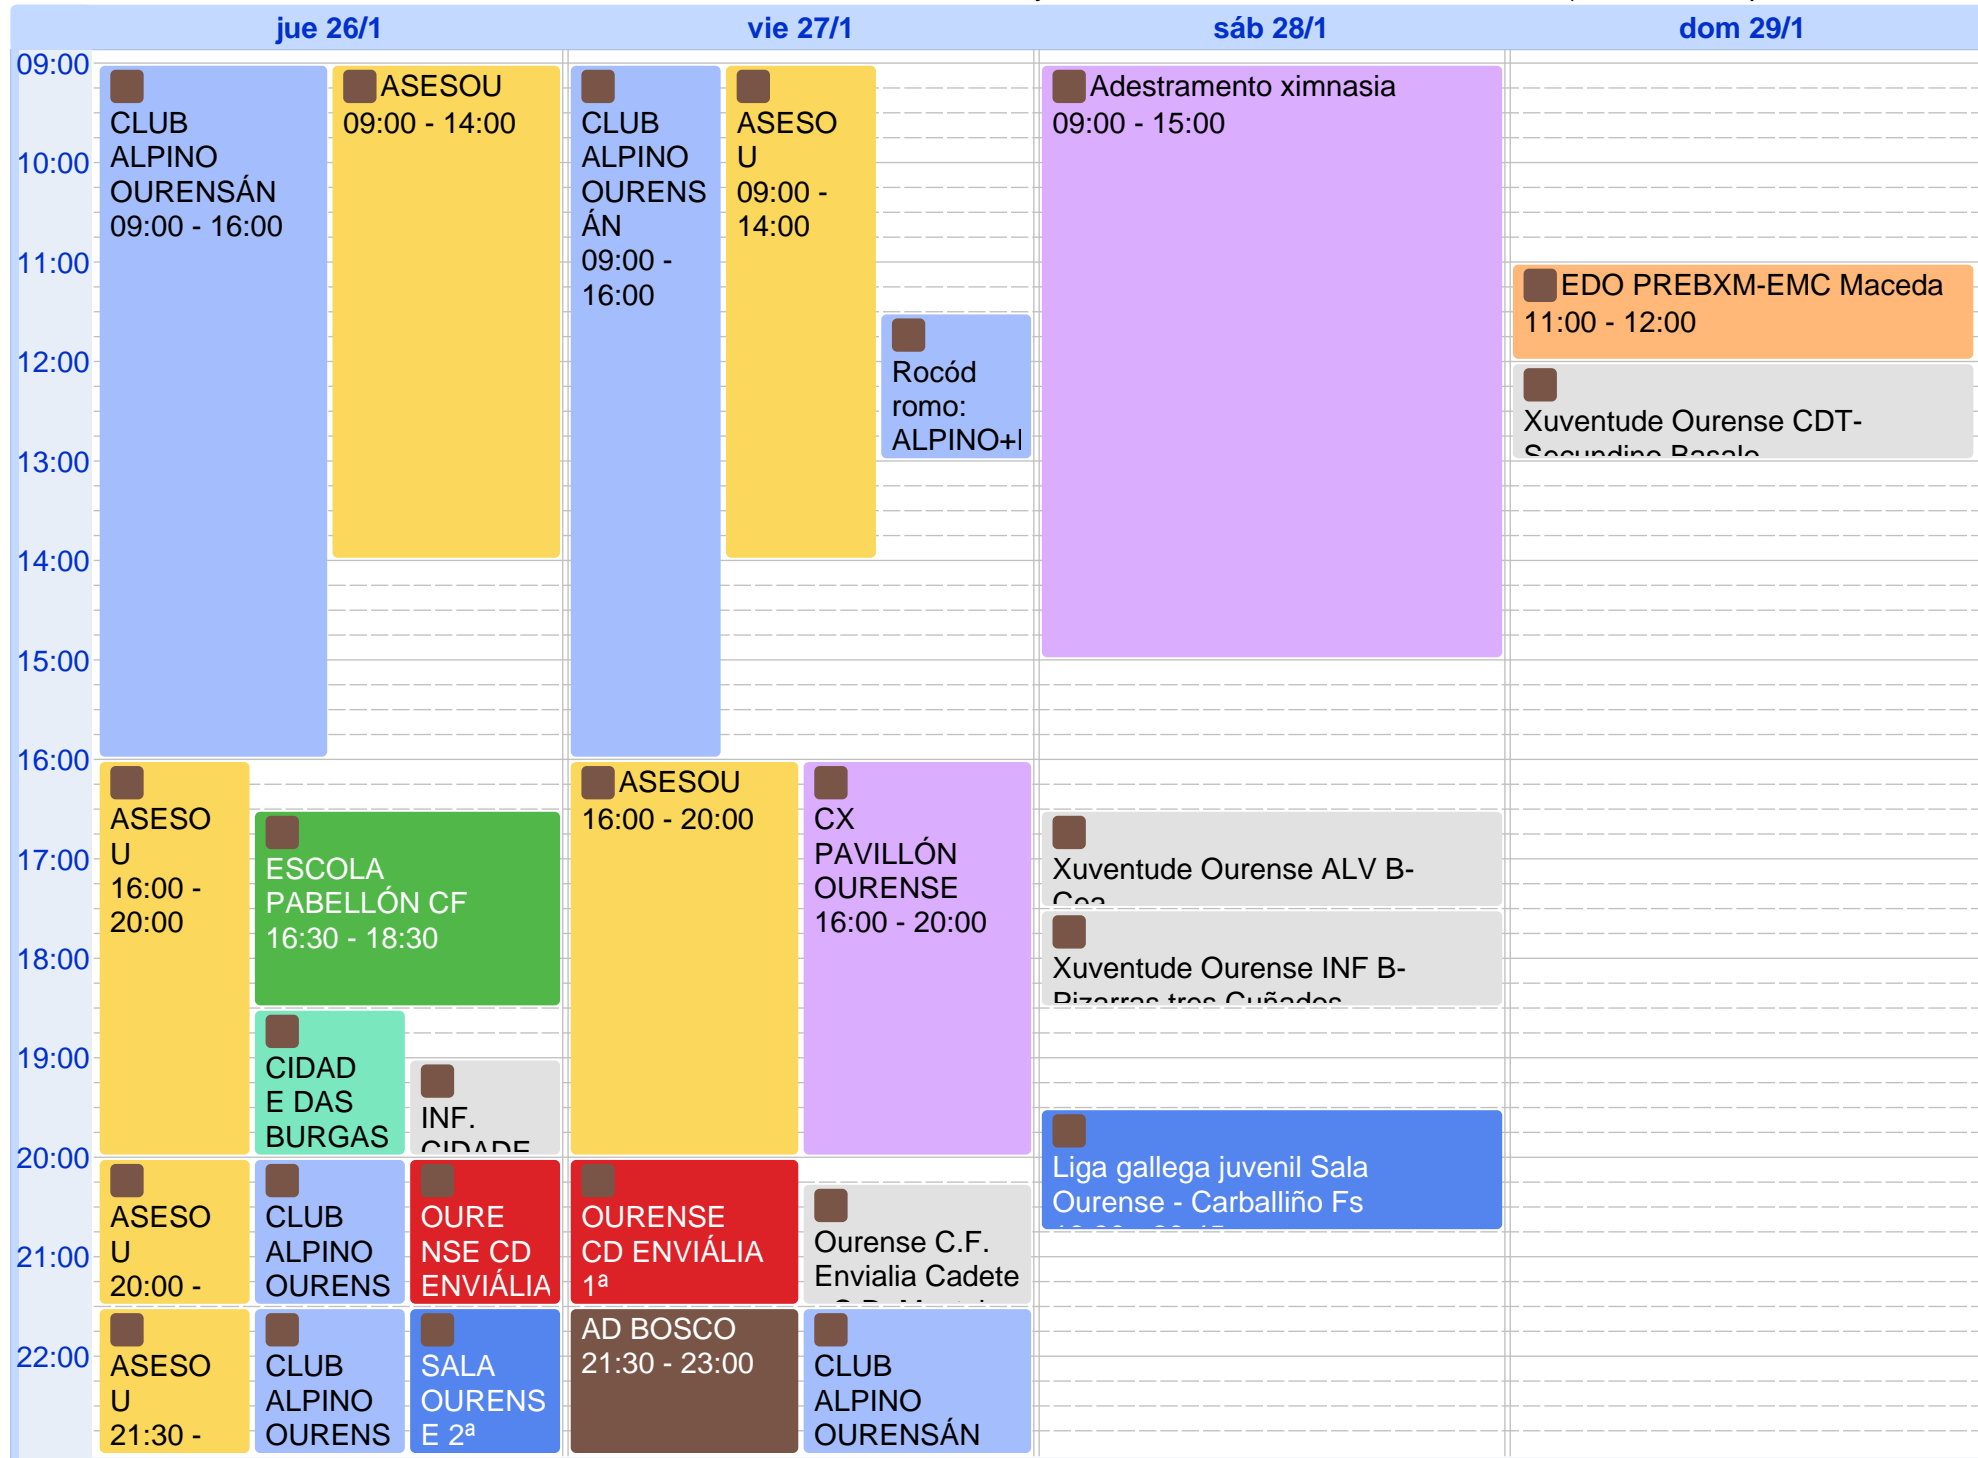 jue 26/1
vie 27/1
sáb 28/1
dom 29/1
09:00
10:00
11:00
12:00
13:00
14:00
15:00
16:00
17:00
18:00
19:00
20:00
21:00
22:00
CLUB
ALPINO
OURENSÁN
09:00 - 16:00
ASESOU
09:00 - 14:00
ASESO
U
16:00 -
20:00
ESCOLA
PABELLÓN CF
16:30 - 18:30
CIDAD
E DAS
BURGAS
INF.
CIDADE
ASESO
U
20:00 -
CLUB
ALPINO
OURENS
OURE
NSE CD
ENVIÁLIA
ASESO
U
21:30 -
CLUB
ALPINO
OURENS
SALA
OURENS
E 2ª
CLUB
ALPINO
OURENS
ÁN
09:00 -
16:00
ASESO
U
09:00 -
14:00
Rocód
romo:
ALPINO+
ASESOU
16:00 - 20:00
CX
PAVILLÓN
OURENSE
16:00 - 20:00
OURENSE
CD ENVIÁLIA
1ª
Ourense C.F.
Envialia Cadete
AD BOSCO
21:30 - 23:00
CLUB
ALPINO
OURENSÁN
Adestramento ximnasia
09:00 - 15:00
Xuventude Ourense ALV B-
Cea
Xuventude Ourense INF B-
Pizarras tres Cuñados
Liga gallega juvenil Sala
Ourense - Carballiño Fs
EDO PREBXM-EMC Maceda
11:00 - 12:00
Xuventude Ourense CDT-
Secundino Basalo